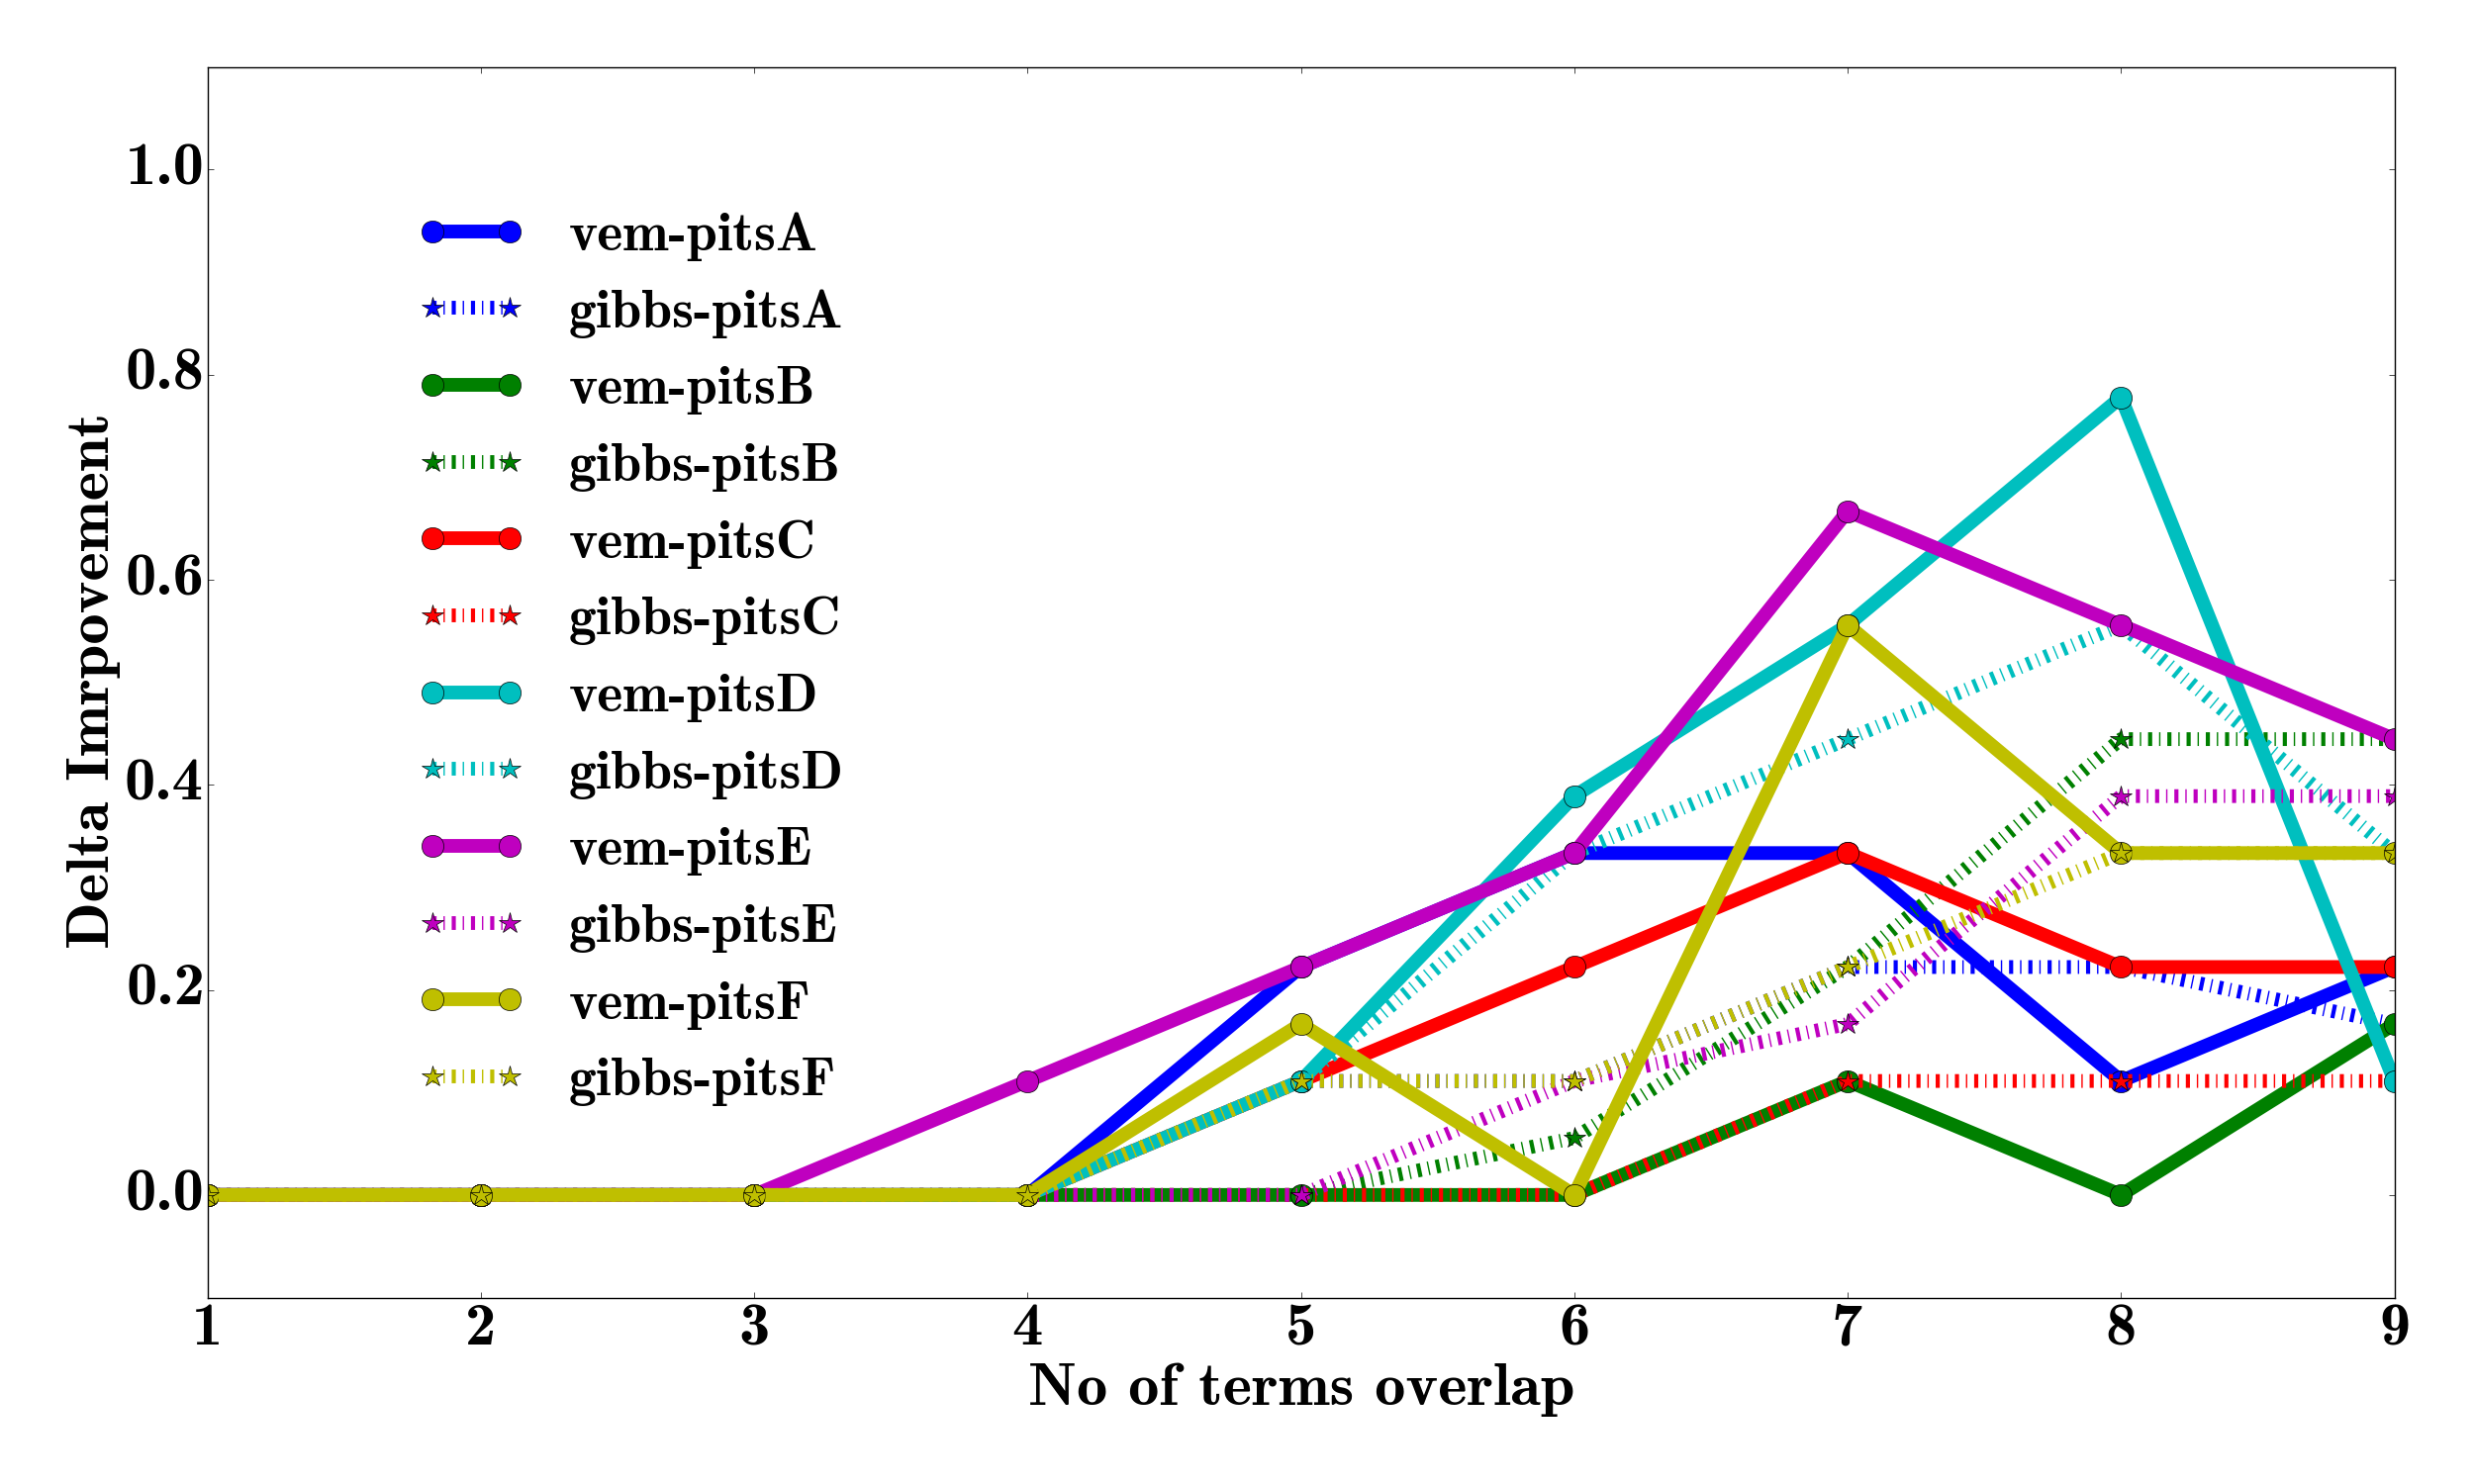 1.0
0.8
0.6
0.4
0.2
0.0
Delta Imrpovement
vem-pitsA
gibbs-pitsA
vem-pitsB
gibbs-pitsB
vem-pitsC
gibbs-pitsC
vem-pitsD
gibbs-pitsD
vem-pitsE
gibbs-pitsE
vem-pitsF
gibbs-pitsF
1 2 3 4 5 6 7 8 9
No of terms overlap